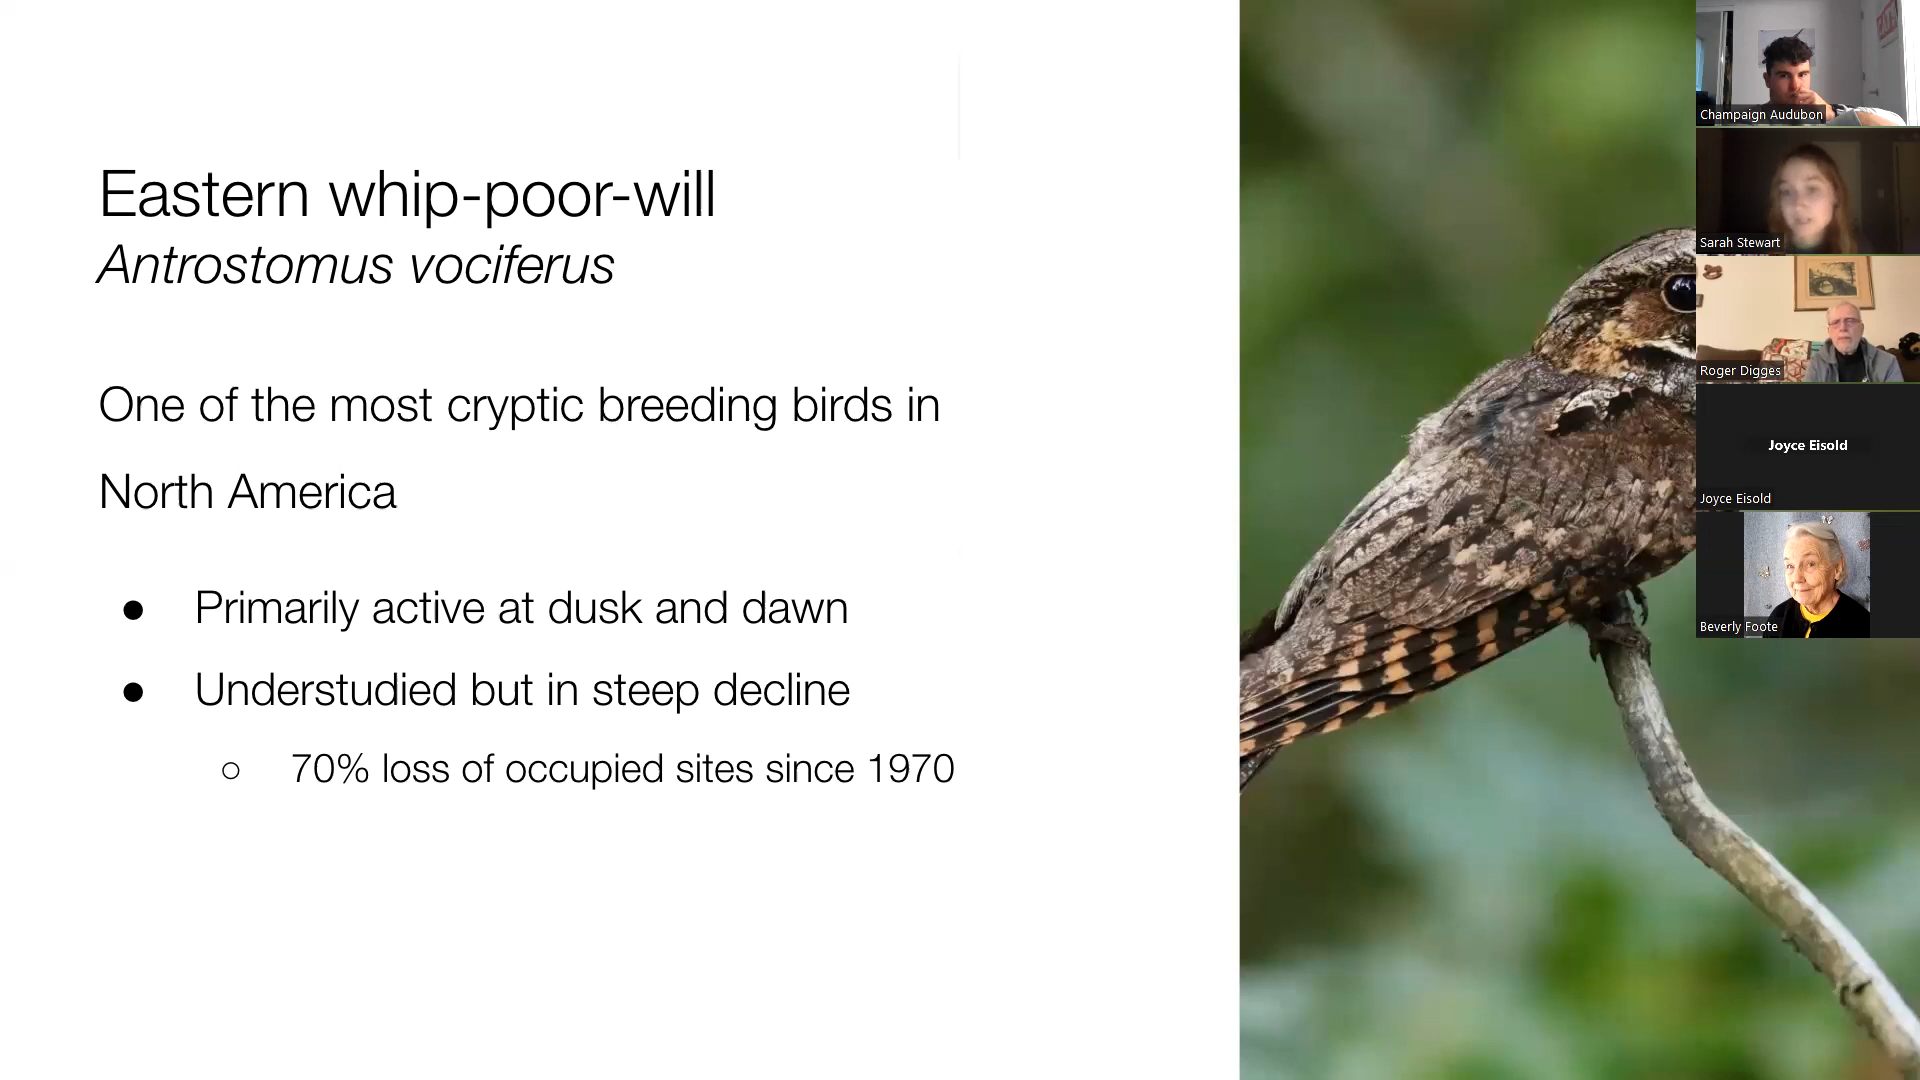 Eastern whip-poor-will
Antrostomus vociferus
One of the most cryptic breeding birds in
North America
● Primarily active at dusk and dawn
● Understudied but in steep decline
○ 70% loss of occupied sites since 1970
Champaign Audubon
Sarah Stewart
Roger Digges
Joyce Eisold
Joyce Eisold
Beverly Foote